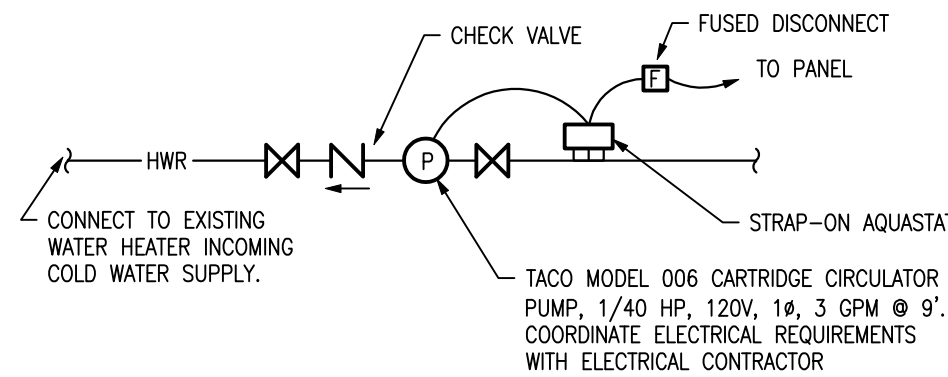 FUSED DISCONNECT
CHECK VALVE
F
TO PANEL
HWR
P
CONNECT TO EXISTING
WATER HEATER INCOMING
COLD WATER SUPPLY.
STRAP-ON AQUASTAT
TACO MODEL 006 CARTRIDGE CIRCULATOR
PUMP, 1/40 HP, 120V, 1ø, 3 GPM @ 9'.
COORDINATE ELECTRICAL REQUIREMENTS
WITH ELECTRICAL CONTRACTOR